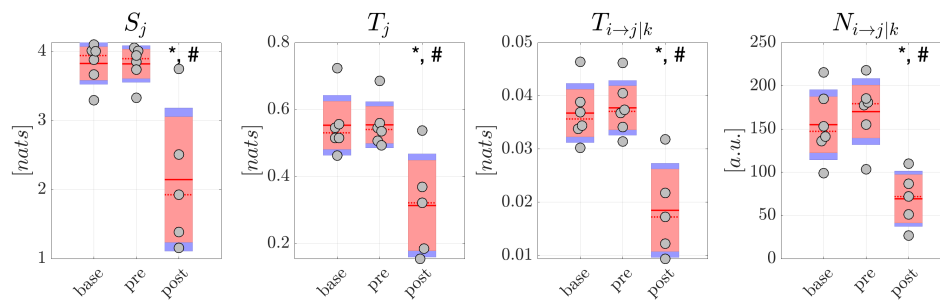 S_j
*, #
[nats]
4
3
2
1
base
pre
post
T_j
*, #
[nats]
0.6
0.4
0.2
base
pre
post
T_{i→j|k}
*, #
[nats]
0.05
0.04
0.03
0.02
0.01
base
pre
post
N_{i→j|k}
*, #
[a.u.]
250
200
150
100
50
0
base
pre
post